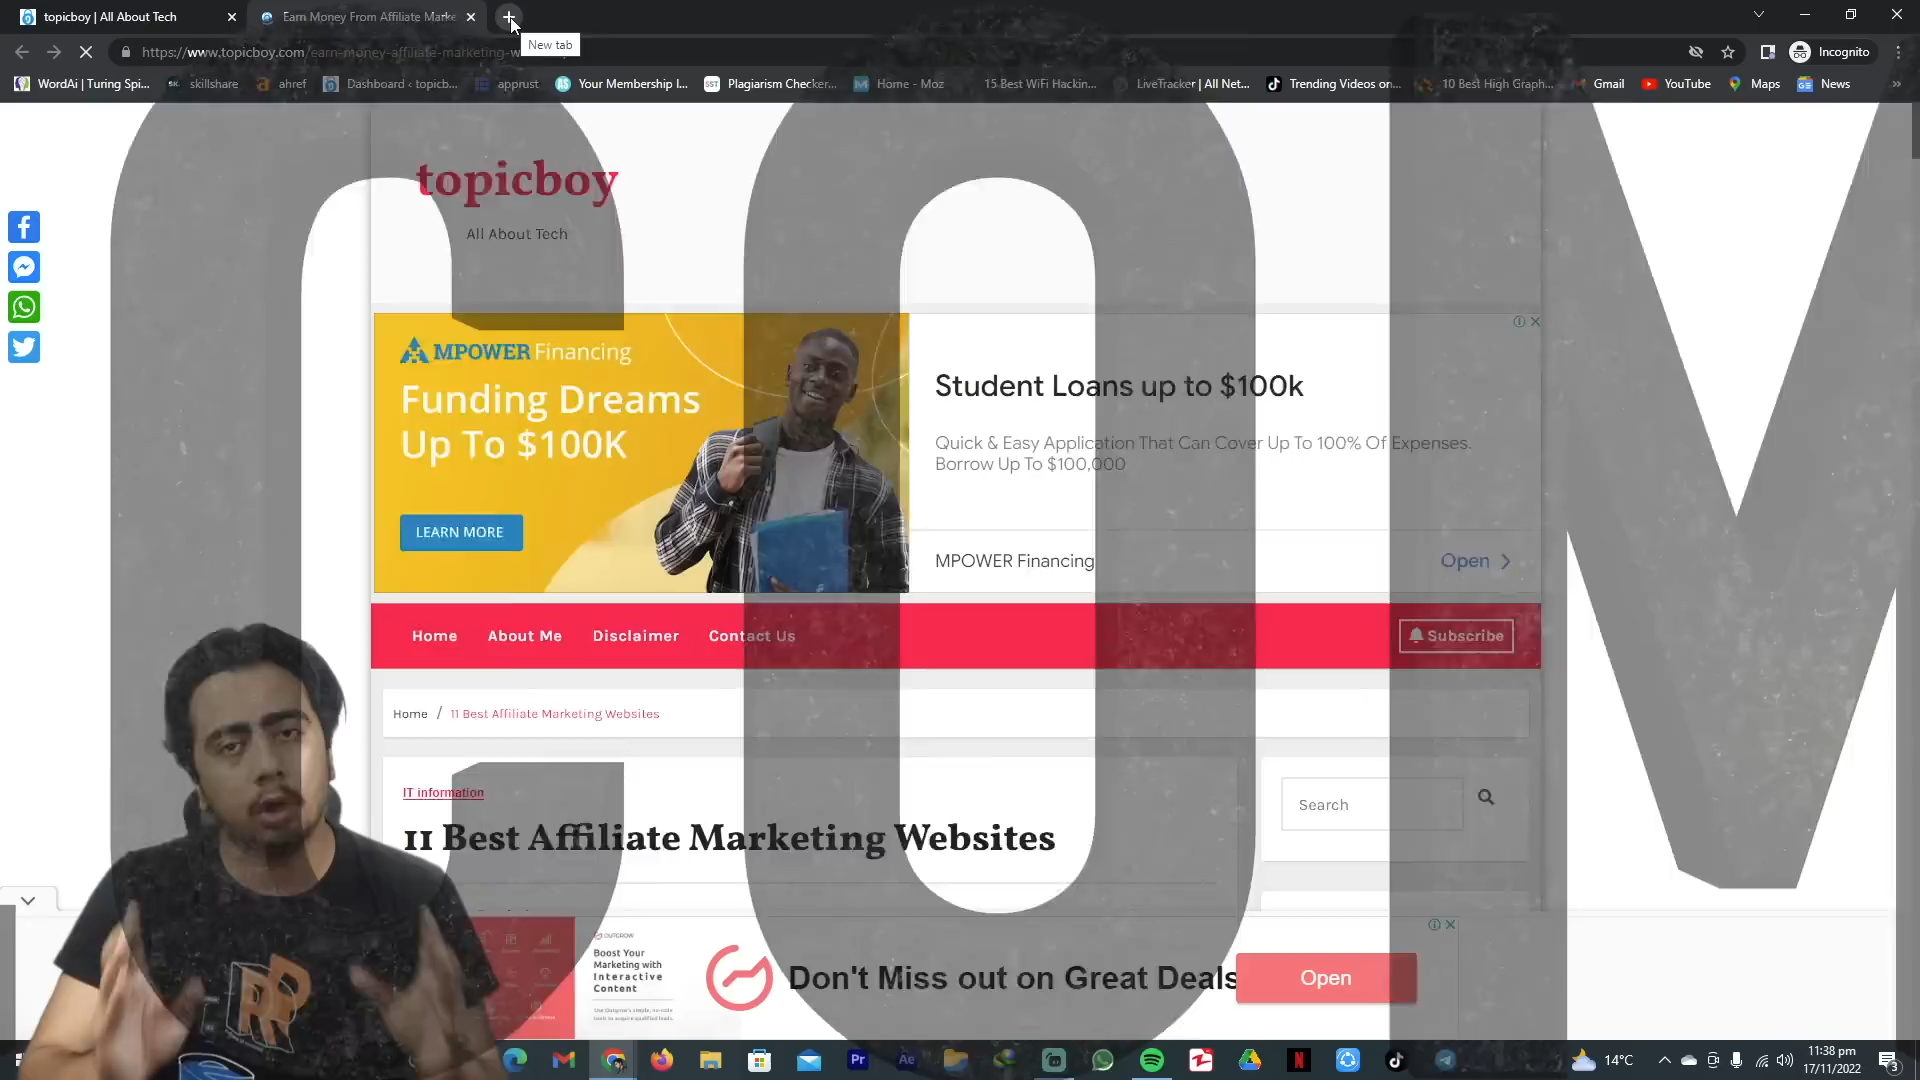 topicboy | All About Tech
Earn Money From Affiliate Marke
New tab
https://www.topicboy.com/earn-money-affiliate-marketing-w
Incognito
WordAi | Turing Spi...
skillshare
ahref
Dashboard ‹ topicb...
apprust
Your Membership I...
Plagiarism Checker...
Home - Moz
15 Best WiFi Hackin...
LiveTracker | All Net...
Trending Videos on...
10 Best High Graph...
Gmail
YouTube
Maps
News
COM
topicboy
All About Tech
MPOWER Financing
Funding Dreams
Up To $100K
LEARN MORE
Student Loans up to $100k
Quick & Easy Application That Can Cover Up To 100% Of Expenses.
Borrow Up To $100,000
MPOWER Financing
Open
Home
About Me
Disclaimer
Contact Us
Subscribe
Home / 11 Best Affiliate Marketing Websites
IT information
Search
11 Best Affiliate Marketing Websites
OUTGROW
Boost Your
Marketing with
Interactive
Content
Don't Miss out on Great Deals
Open
Pr
Ae
14°C
11:38 pm
17/11/2022
3